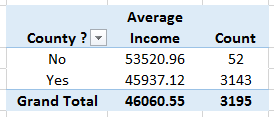 Average
County ? Income Count
No 53520.96 52
Yes 45937.12 3143
Grand Total 46060.55 3195